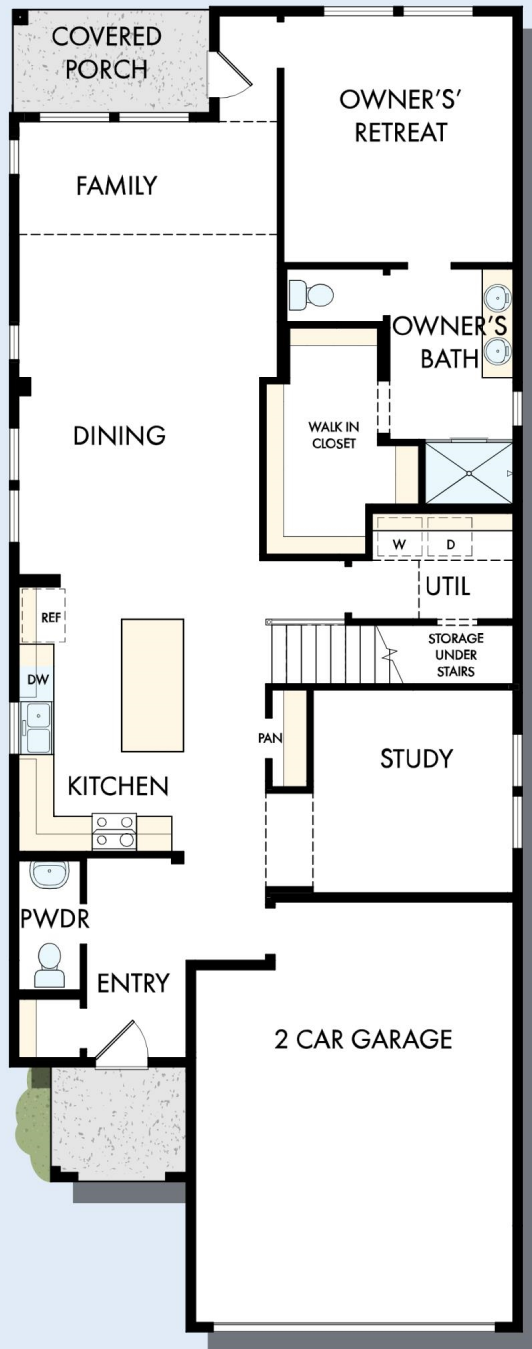 COVERED
PORCH
OWNER'S'
RETREAT
FAMILY
OWNER'S
BATH
DINING
WALK IN
CLOSET
W
D
UTIL
REF
STORAGE
UNDER
STAIRS
DW
PAN
STUDY
KITCHEN
PWDR
ENTRY
2 CAR GARAGE